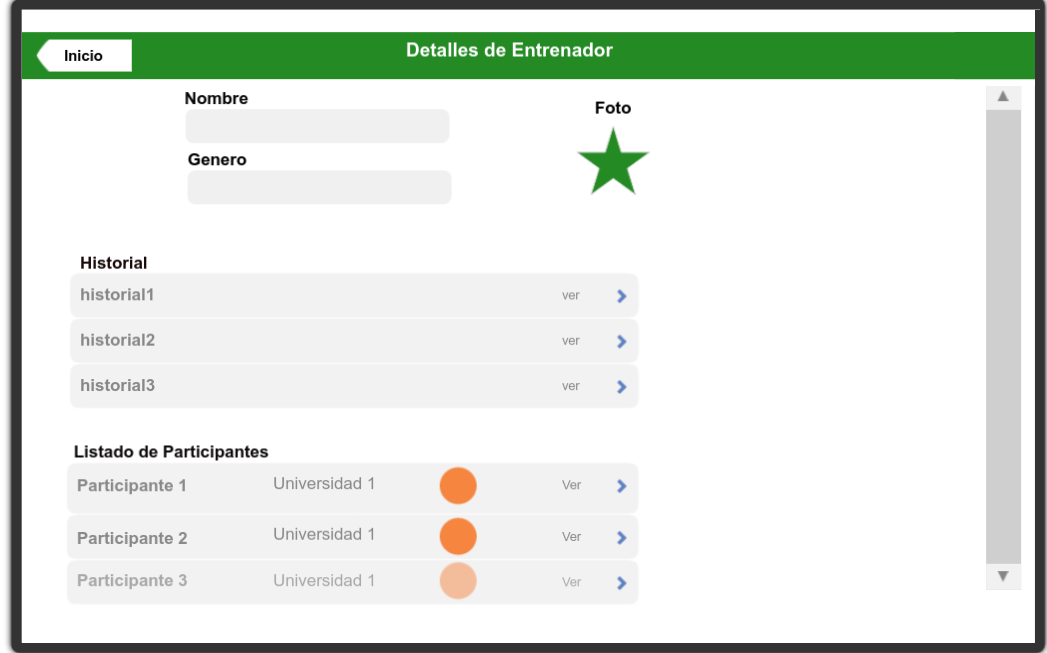 Inicio
Detalles de Entrenador
Nombre
Foto
Genero
Historial
historial1 ver
historial2 ver
historial3 ver
Listado de Participantes
Participante 1 Universidad 1 Ver
Participante 2 Universidad 1 Ver
Participante 3 Universidad 1 Ver